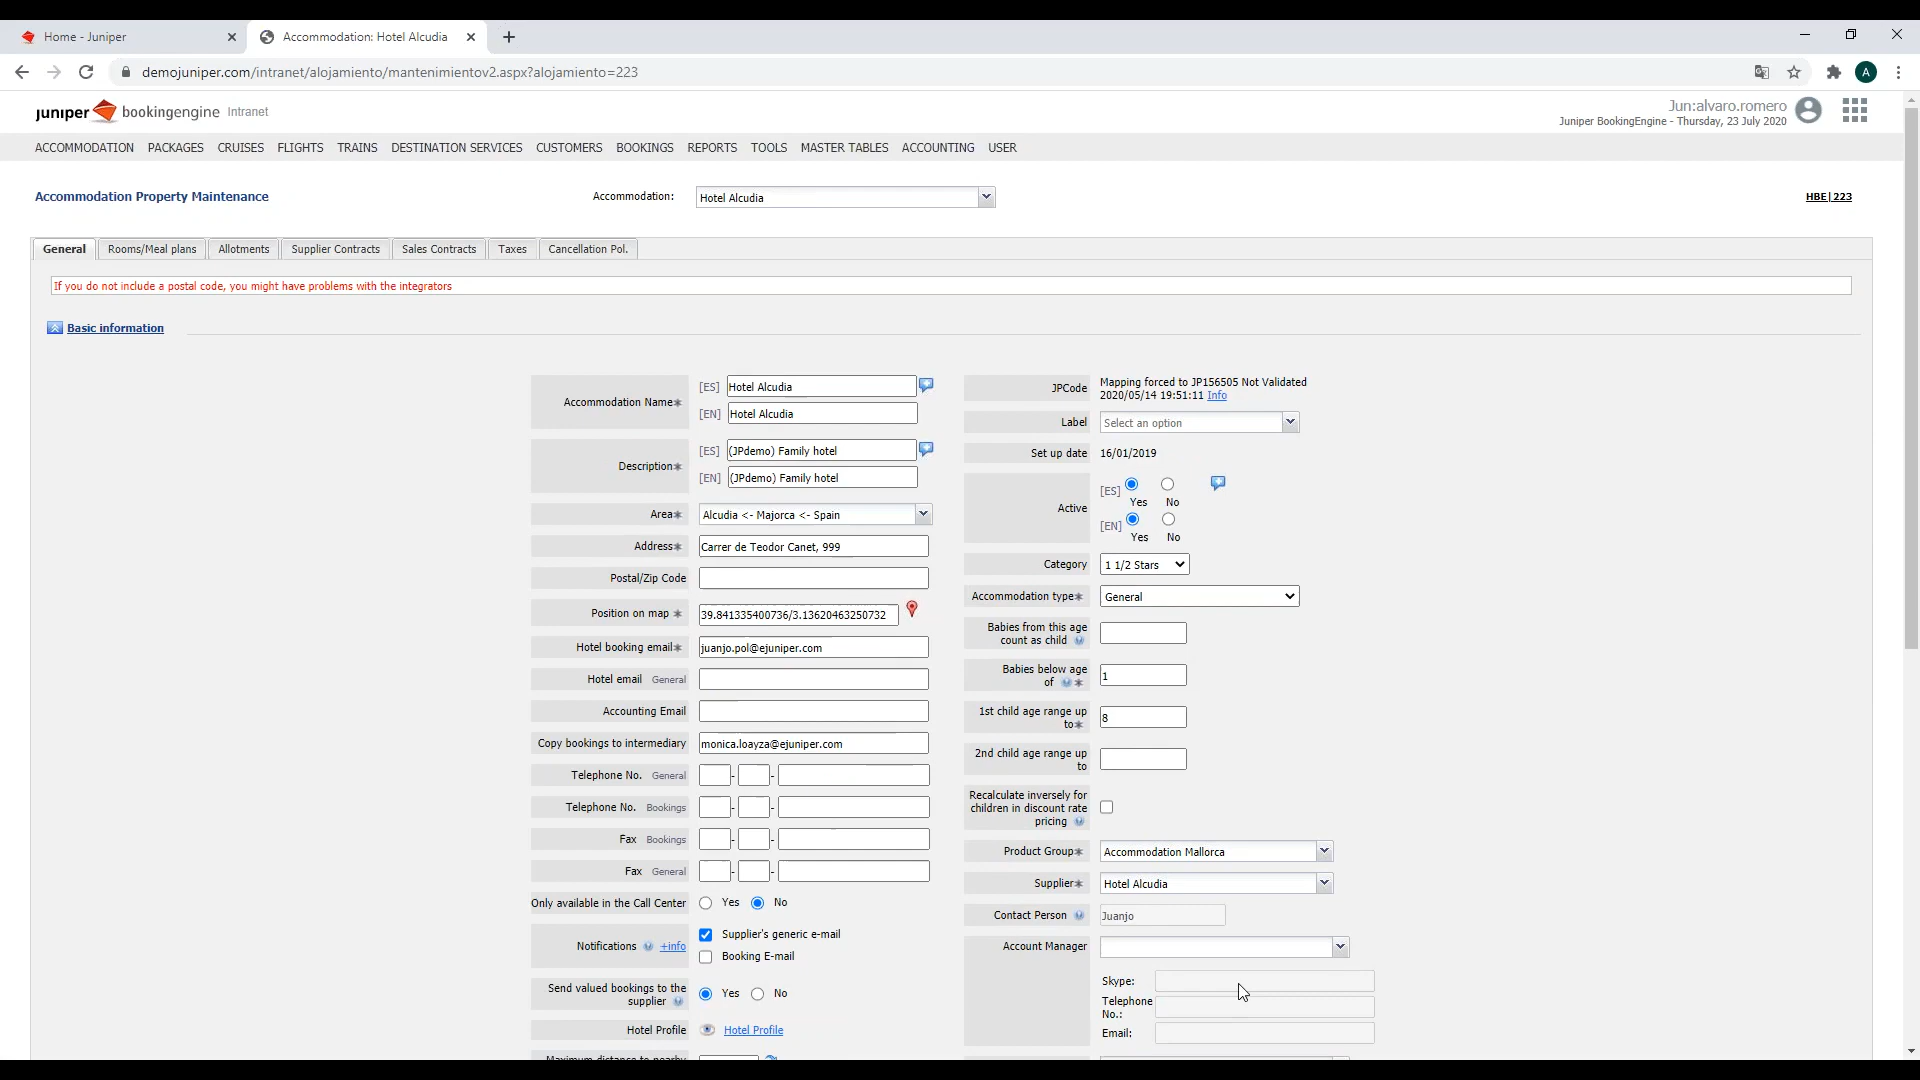 Home - Juniper
Accommodation: Hotel Alcudia
demojuniper.com/intranet/alojamiento/mantenimientov2.aspx?alojamiento=223
A
juniper bookingengine Intranet
Jun:alvaro.romero
Juniper BookingEngine - Thursday, 23 July 2020
ACCOMMODATION PACKAGES CRUISES FLIGHTS TRAINS DESTINATION SERVICES CUSTOMERS BOOKINGS REPORTS TOOLS MASTER TABLES ACCOUNTING USER
Accommodation Property Maintenance
Accommodation: Hotel Alcudia
HBE|223
General Rooms/Meal plans Allotments Supplier Contracts Sales Contracts Taxes Cancellation Pol.
If you do not include a postal code, you might have problems with the integrators
Basic information
Accommodation Name*
[ES] Hotel Alcudia
[EN] Hotel Alcudia
Description*
[ES] (JPdemo) Family hotel
[EN] (JPdemo) Family hotel
Area* Alcudia <- Majorca <- Spain
Address* Carrer de Teodor Canet, 999
Postal/Zip Code
Position on map * 39.841335400736/3.13620463250732
Hotel booking email* juanjo.pol@ejuniper.com
Hotel email General
Accounting Email
Copy bookings to intermediary monica.loayza@ejuniper.com
Telephone No. General - -
Telephone No. Bookings - -
Fax Bookings - -
Fax General - -
Only available in the Call Center Yes No
Notifications +info
Supplier's generic e-mail
Booking E-mail
Send valued bookings to the
supplier
Yes No
Hotel Profile Hotel Profile
Maximum distance to nearby
JPCode
Mapping forced to JP156505 Not Validated
2020/05/14 19:51:11 Info
Label Select an option
Set up date 16/01/2019
Active
[ES] Yes No
[EN] Yes No
Category 1 1/2 Stars
Accommodation type* General
Babies from this age
count as child
Babies below age
of * 1
1st child age range up
to* 8
2nd child age range up
to
Recalculate inversely for
children in discount rate
pricing
Product Group* Accommodation Mallorca
Supplier* Hotel Alcudia
Contact Person Juanjo
Account Manager
Skype:
Telephone
No.:
Email: